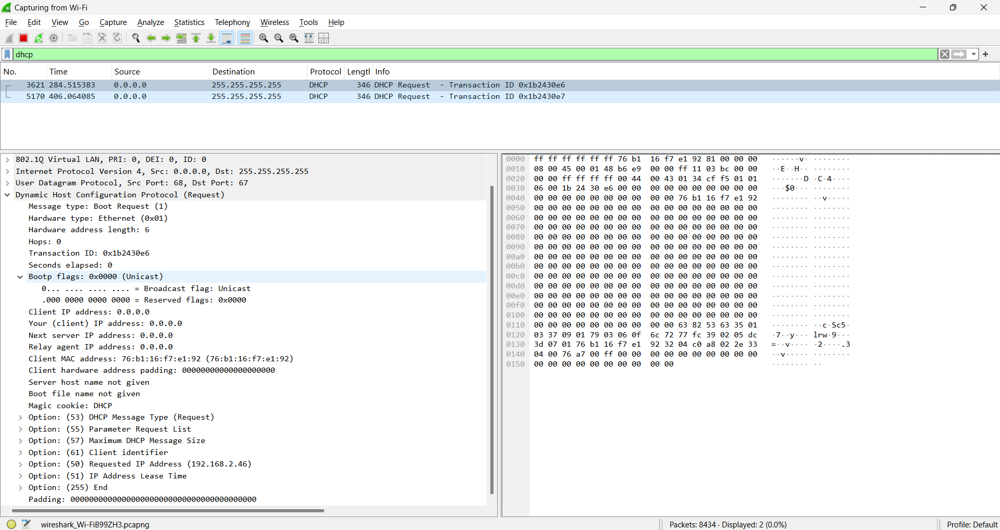 Capturing from Wi-Fi
File Edit View Go Capture Analyze Statistics Telephony Wireless Tools Help
dhcp
No. Time Source Destination Protocol Length Info
3621 284.515383 0.0.0.0 255.255.255.255 DHCP 346 DHCP Request - Transaction ID 0x1b2430e6
5170 406.064085 0.0.0.0 255.255.255.255 DHCP 346 DHCP Request - Transaction ID 0x1b2430e7
802.1Q Virtual LAN, PRI: 0, DEI: 0, ID: 0
Internet Protocol Version 4, Src: 0.0.0.0, Dst: 255.255.255.255
User Datagram Protocol, Src Port: 68, Dst Port: 67
Dynamic Host Configuration Protocol (Request)
Message type: Boot Request (1)
Hardware type: Ethernet (0x01)
Hardware address length: 6
Hops: 0
Transaction ID: 0x1b2430e6
Seconds elapsed: 0
Bootp flags: 0x0000 (Unicast)
0... .... .... .... = Broadcast flag: Unicast
.000 0000 0000 0000 = Reserved flags: 0x0000
Client IP address: 0.0.0.0
Your (client) IP address: 0.0.0.0
Next server IP address: 0.0.0.0
Relay agent IP address: 0.0.0.0
Client MAC address: 76:b1:16:f7:e1:92 (76:b1:16:f7:e1:92)
Client hardware address padding: 00000000000000000000
Server host name not given
Boot file name not given
Magic cookie: DHCP
Option: (53) DHCP Message Type (Request)
Option: (55) Parameter Request List
Option: (57) Maximum DHCP Message Size
Option: (61) Client identifier
Option: (50) Requested IP Address (192.168.2.46)
Option: (51) IP Address Lease Time
Option: (255) End
Padding: 0000000000000000000000000000000000000000
0000 ff ff ff ff ff ff 76 b1 16 f7 e1 92 81 00 00 00 ······v· ········
0010 08 00 45 00 01 48 b6 e9 00 00 ff 11 03 bc 00 00 ··E··H·· ········
0020 00 00 ff ff ff ff 00 44 00 43 01 34 cf f5 01 01 ·······D ·C·4····
0030 06 00 1b 24 30 e6 00 00 00 00 00 00 00 00 00 00 ···$0··· ········
0040 00 00 00 00 00 00 00 00 00 00 76 b1 16 f7 e1 92 ········ ··v·····
0050 00 00 00 00 00 00 00 00 00 00 00 00 00 00 00 00 ········ ········
0060 00 00 00 00 00 00 00 00 00 00 00 00 00 00 00 00 ········ ········
0070 00 00 00 00 00 00 00 00 00 00 00 00 00 00 00 00 ········ ········
0080 00 00 00 00 00 00 00 00 00 00 00 00 00 00 00 00 ········ ········
0090 00 00 00 00 00 00 00 00 00 00 00 00 00 00 00 00 ········ ········
00a0 00 00 00 00 00 00 00 00 00 00 00 00 00 00 00 00 ········ ········
00b0 00 00 00 00 00 00 00 00 00 00 00 00 00 00 00 00 ········ ········
00c0 00 00 00 00 00 00 00 00 00 00 00 00 00 00 00 00 ········ ········
00d0 00 00 00 00 00 00 00 00 00 00 00 00 00 00 00 00 ········ ········
00e0 00 00 00 00 00 00 00 00 00 00 00 00 00 00 00 00 ········ ········
00f0 00 00 00 00 00 00 00 00 00 00 00 00 00 00 00 00 ········ ········
0100 00 00 00 00 00 00 00 00 00 00 00 00 00 00 00 00 ········ ········
0110 00 00 00 00 00 00 00 00 00 00 63 82 53 63 35 01 ········ ··c·Sc5·
0120 03 37 09 01 79 03 06 0f 6c 72 77 fc 39 02 05 dc ·7··y··· lrw·9···
0130 3d 07 01 76 b1 16 f7 e1 92 32 04 c0 a8 02 2e 33 =··v···· ·2····.3
0140 04 00 76 a7 00 ff 00 00 00 00 00 00 00 00 00 00 ··v····· ········
0150 00 00 00 00 00 00 00 00 00 00 ········ ··
wireshark_Wi-FiB99ZH3.pcapng
Packets: 8434 · Displayed: 2 (0.0%)
Profile: Default